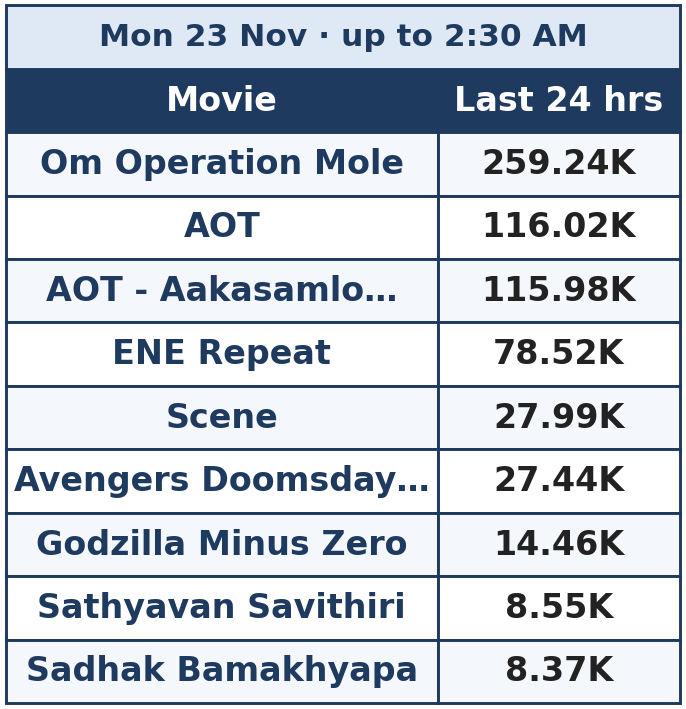 Mon 23 Nov · up to 2:30 AM
Movie Last 24 hrs
Om Operation Mole 259.24K
AOT 116.02K
AOT - Aakasamlo... 115.98K
ENE Repeat 78.52K
Scene 27.99K
Avengers Doomsday... 27.44K
Godzilla Minus Zero 14.46K
Sathyavan Savithiri 8.55K
Sadhak Bamakhyapa 8.37K